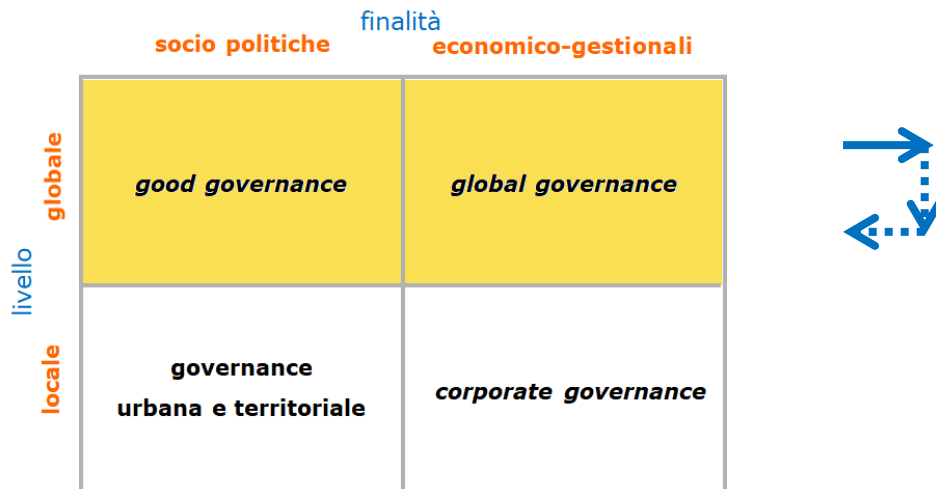 finalità
socio politiche
economico-gestionali
livello
globale
good governance
global governance
locale
governance
urbana e territoriale
corporate governance